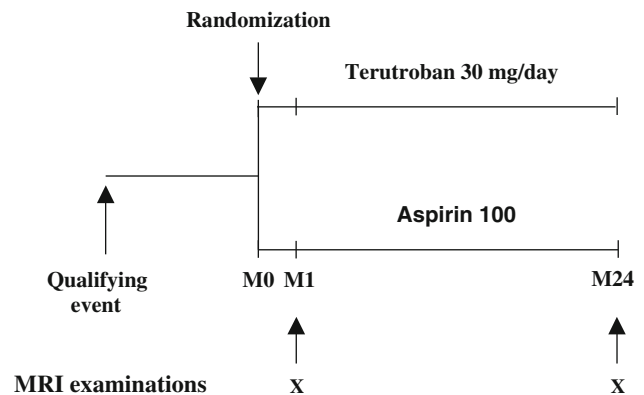 Randomization
Terutroban 30 mg/day
Aspirin 100
Qualifying
event
M0 M1 M24
MRI examinations X X